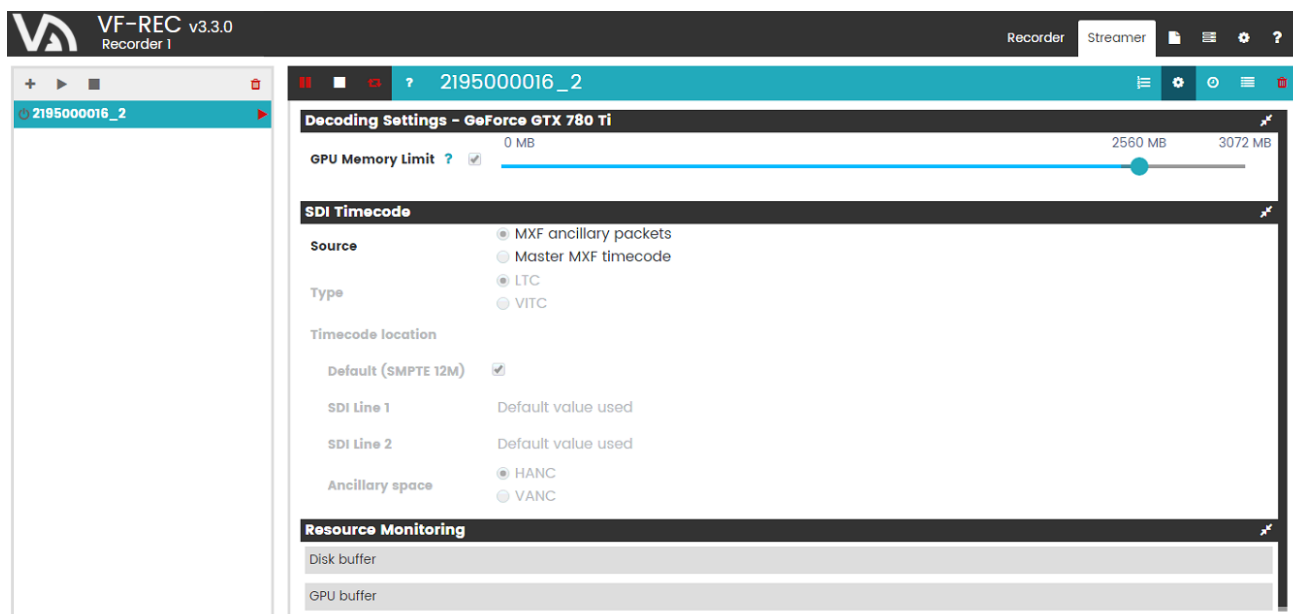 VF-REC v3.3.0
Recorder 1
Recorder Streamer ?
? 2195000016_2
2195000016_2
Decoding Settings - GeForce GTX 780 Ti
0 MB 2560 MB 3072 MB
GPU Memory Limit ?
SDI Timecode
Source
MXF ancillary packets
Master MXF timecode
Type
LTC
VITC
Timecode location
Default (SMPTE 12M)
SDI Line 1 Default value used
SDI Line 2 Default value used
Ancillary space
HANC
VANC
Resource Monitoring
Disk buffer
GPU buffer